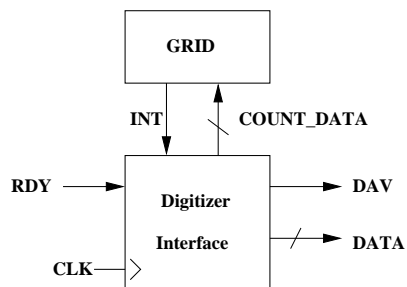 GRID
INT
COUNT_DATA
RDY
DAV
Digitizer
Interface
DATA
CLK